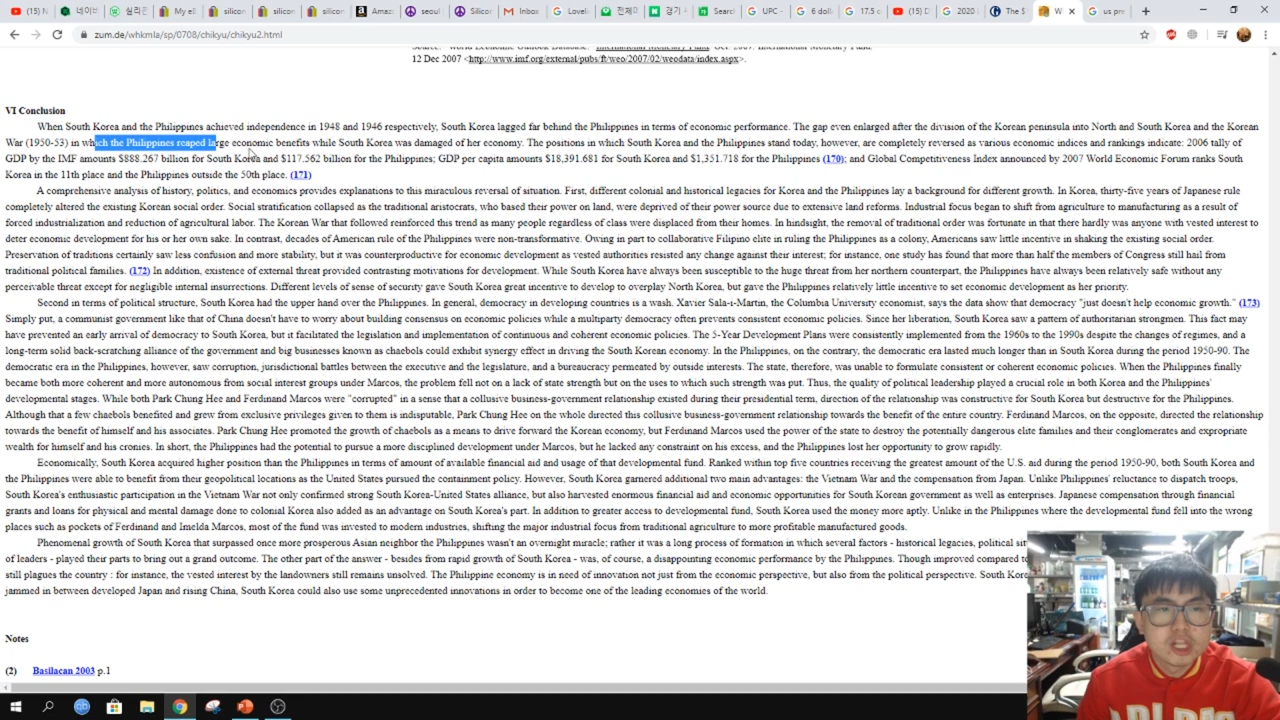 (15) N
네이버
실리콘
My eB
silicon
silicon
silicon
Amaz
seoul
Silicor
Inbox
Lovel
전제미
경기
Searc
UPC -
6 doll
17.5 c
(15) D
2020
The $
W
us pre
zum.de/whkmla/sp/0708/chikyu/chikyu2.html
Source: "World Economic Outlook Database." International Monetary Fund. Oct. 2007. International Monetary Fund.
12 Dec 2007 <http://www.imf.org/external/pubs/ft/weo/2007/02/weodata/index.aspx>.
VI Conclusion
When South Korea and the Philippines achieved independence in 1948 and 1946 respectively, South Korea lagged far behind the Philippines in terms of economic performance. The gap even enlarged after the division of the Korean peninsula into North and South Korea and the Korean
War (1950-53) in which the Philippines reaped large economic benefits while South Korea was damaged of her economy. The positions in which South Korea and the Philippines stand today, however, are completely reversed as various economic indices and rankings indicate: 2006 tally of
GDP by the IMF amounts $888.267 billion for South Korea and $117.562 billion for the Philippines; GDP per capita amounts $18,391.681 for South Korea and $1,351.718 for the Philippines (170); and Global Competitiveness Index announced by 2007 World Economic Forum ranks South
Korea in the 11th place and the Philippines outside the 50th place. (171)
A comprehensive analysis of history, politics, and economics provides explanations to this miraculous reversal of situation. First, different colonial and historical legacies for Korea and the Philippines lay a background for different growth. In Korea, thirty-five years of Japanese rule
completely altered the existing Korean social order. Social stratification collapsed as the traditional aristocrats, who based their power on land, were deprived of their power source due to extensive land reforms. Industrial focus began to shift from agriculture to manufacturing as a result of
forced industrialization and reduction of agricultural labor. The Korean War that followed reinforced this trend as many people regardless of class were displaced from their homes. In hindsight, the removal of traditional order was fortunate in that there hardly was anyone with vested interest to
deter economic development for his or her own sake. In contrast, decades of American rule of the Philippines were non-transformative. Owing in part to collaborative Filipino elite in ruling the Philippines as a colony, Americans saw little incentive in shaking the existing social order.
Preservation of traditions certainly saw less confusion and more stability, but it was counterproductive for economic development as vested authorities resisted any change against their interest; for instance, one study has found that more than half the members of Congress still hail from
traditional political families. (172) In addition, existence of external threat provided contrasting motivations for development. While South Korea have always been susceptible to the huge threat from her northern counterpart, the Philippines have always been relatively safe without any
perceivable threat except for negligible internal insurrections. Different levels of sense of security gave South Korea great incentive to develop to overplay North Korea, but gave the Philippines relatively little incentive to set economic development as her priority.
Second in terms of political structure, South Korea had the upper hand over the Philippines. In general, democracy in developing countries is a wash. Xavier Sala-i-Martin, the Columbia University economist, says the data show that democracy "just doesn't help economic growth." (173)
Simply put, a communist government like that of China doesn't have to worry about building consensus on economic policies while a multiparty democracy often prevents consistent economic policies. Since her liberation, South Korea saw a pattern of authoritarian strongmen. This fact may
have prevented an early arrival of democracy to South Korea, but it facilitated the legislation and implementation of continuous and coherent economic policies. The 5-Year Development Plans were consistently implemented from the 1960s to the 1990s despite the changes of regimes, and a
long-term solid back-scratching alliance of the government and big businesses known as chaebols could exhibit synergy effect in driving the South Korean economy. In the Philippines, on the contrary, the democratic era lasted much longer than in South Korea during the period 1950-90. The
democratic era in the Philippines, however, saw corruption, jurisdictional battles between the executive and the legislature, and a bureaucracy permeated by outside interests. The state, therefore, was unable to formulate consistent or coherent economic policies. When the Philippines finally
became both more coherent and more autonomous from social interest groups under Marcos, the problem fell not on a lack of state strength but on the uses to which such strength was put. Thus, the quality of political leadership played a crucial role in both Korea and the Philippines'
developmental stages. While both Park Chung Hee and Ferdinand Marcos were "corrupted" in a sense that a collusive business-government relationship existed during their presidential term, direction of the relationship was constructive for South Korea but destructive for the Philippines.
Although that a few chaebols benefited and grew from exclusive privileges given to them is indisputable, Park Chung Hee on the whole directed this collusive business-government relationship towards the benefit of the entire country. Ferdinand Marcos, on the opposite, directed the relationship
towards the benefit of himself and his associates. Park Chung Hee promoted the growth of chaebols as a means to drive forward the Korean economy, but Ferdinand Marcos used the power of the state to destroy the potentially dangerous elite families and their conglomerates and expropriate
wealth for himself and his cronies. In short, the Philippines had the potential to pursue a more disciplined development under Marcos, but he lacked any constraint on his excess, and the Philippines lost her opportunity to grow rapidly.
Economically, South Korea acquired higher position than the Philippines in terms of amount of available financial aid and usage of that developmental fund. Ranked within top five countries receiving the greatest amount of the U.S. aid during the period 1950-90, both South Korea and
the Philippines were able to benefit from their geopolitical locations as the United States pursued the containment policy. However, South Korea garnered additional two main advantages: the Vietnam War and the compensation from Japan. Unlike Philippines' reluctance to dispatch troops,
South Korea's enthusiastic participation in the Vietnam War not only confirmed strong South Korea-United States alliance, but also harvested enormous financial aid and economic opportunities for South Korean government as well as enterprises. Japanese compensation through financial
grants and loans for physical and mental damage done to colonial Korea also added as an advantage on South Korea's part. In addition to greater access to developmental fund, South Korea used the money more aptly. Unlike in the Philippines where the developmental fund fell into the wrong
places such as pockets of Ferdinand and Imelda Marcos, most of the fund was invested to modern industries, shifting the major industrial focus from traditional agriculture to more profitable manufactured goods.
Phenomenal growth of South Korea that surpassed once more prosperous Asian neighbor the Philippines wasn't an overnight miracle; rather it was a long process of formation in which several factors - historical legacies, political sit
of leaders - played their parts to bring out a grand outcome. The other part of the answer - besides from rapid growth of South Korea - was, of course, a disappointing economic performance by the Philippines. Though improved compared to
still plagues the country : for instance, the vested interest by the landowners still remains unsolved. The Philippine economy is in need of innovation not just from the economic perspective, but also from the political perspective. South Kor
jammed in between developed Japan and rising China, South Korea could also use some unprecedented innovations in order to become one of the leading economies of the world.
Notes
(2) Basilacan 2003 p.1